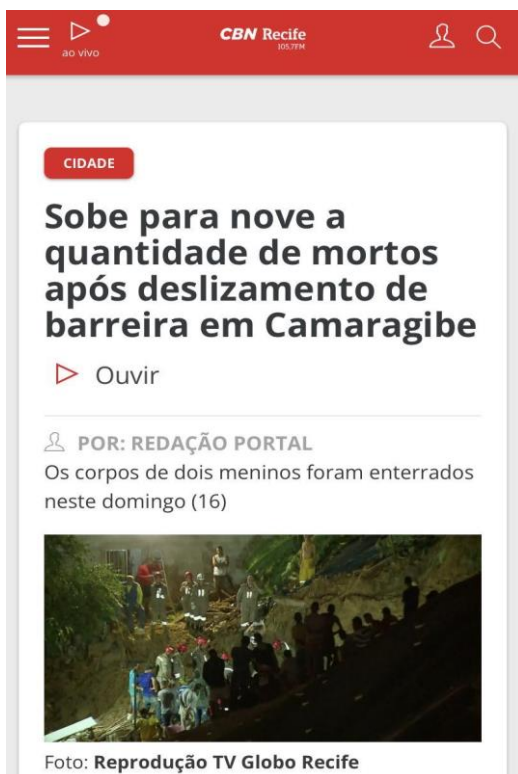 ao vivo
CBN Recife
105.7FM
CIDADE
Sobe para nove a
quantidade de mortos
após deslizamento de
barreira em Camaragibe
Ouvir
POR: REDAÇÃO PORTAL
Os corpos de dois meninos foram enterrados
neste domingo (16)
Foto: Reprodução TV Globo Recife